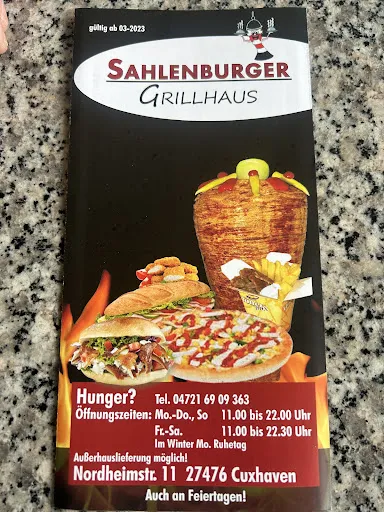 gültig ab 03-2023
SAHLENBURGER
GRILLHAUS
Hunger? Tel. 04721 69 09 363
Öffnungszeiten: Mo.-Do., So 11.00 bis 22.00 Uhr
Fr.-Sa. 11.00 bis 22.30 Uhr
Im Winter Mo. Ruhetag
Außerhauslieferung möglich!
Nordheimstr. 11 27476 Cuxhaven
Auch an Feiertagen!